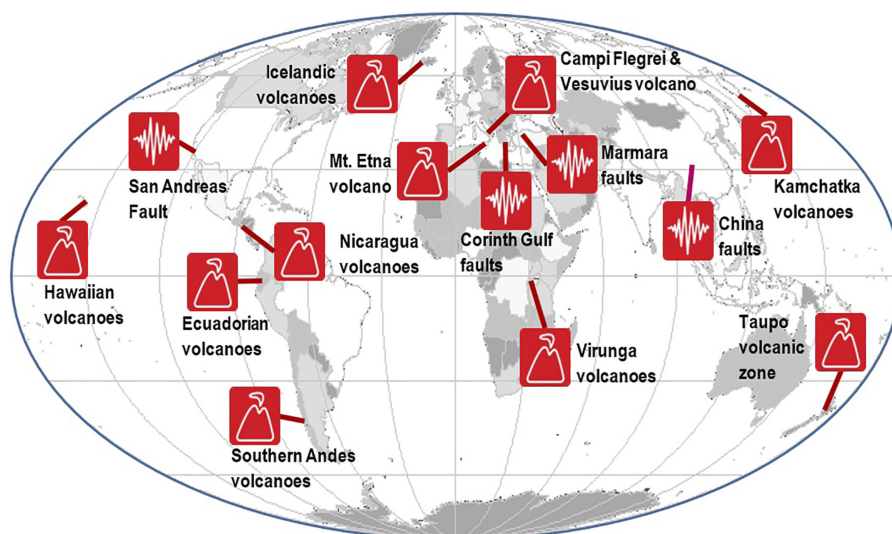 Icelandic
volcanoes
Campi Flegrei &
Vesuvius volcano
San Andreas
Fault
Mt. Etna
volcano
Marmara
faults
Kamchatka
volcanoes
Hawaiian
volcanoes
Nicaragua
volcanoes
Corinth Gulf
faults
China
faults
Ecuadorian
volcanoes
Virunga
volcanoes
Taupo
volcanic
zone
Southern Andes
volcanoes